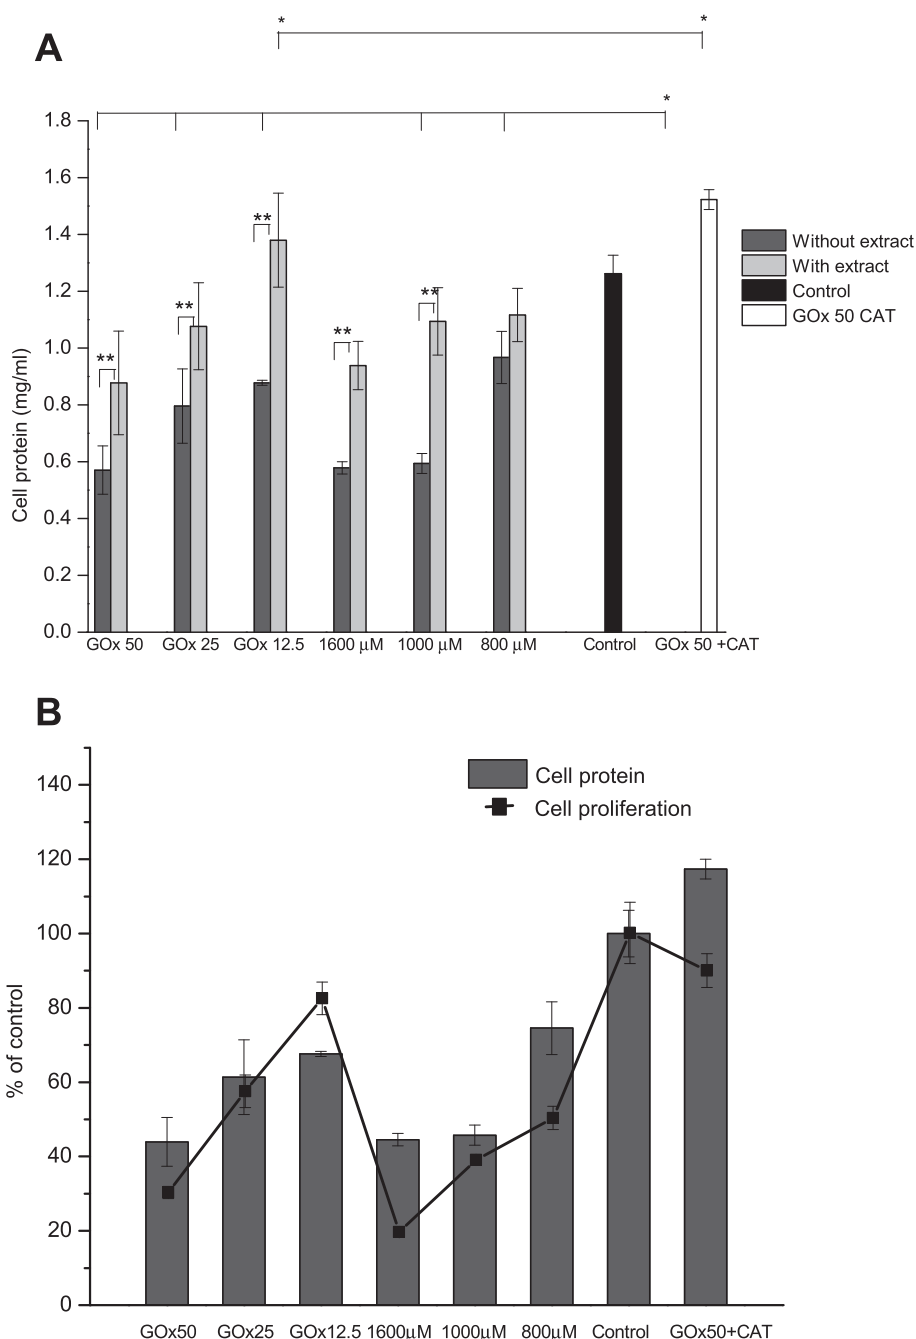 *
*
A
*
1.8
1.6
1.4
1.2
1.0
0.8
0.6
0.4
0.2
0.0
Cell protein (mg/ml)
**
**
**
**
**
Without extract
With extract
Control
GOx 50 CAT
GOx 50 GOx 25 GOx 12.5 1600 μM 1000 μM 800 μM Control GOx 50 +CAT
B
140
120
100
80
60
40
20
0
% of control
Cell protein
Cell proliferation
GOx50 GOx25 GOx12.5 1600μM 1000μM 800μM Control GOx50+CAT